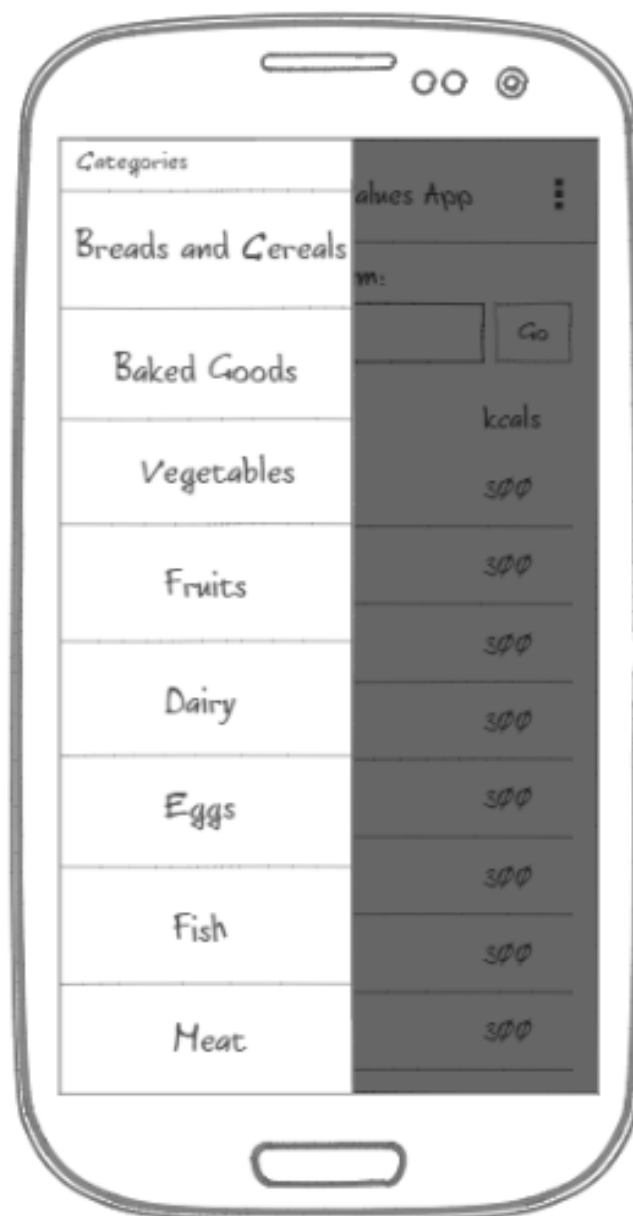 Categories
Breads and Cereals
Baked Goods
Vegetables
Fruits
Dairy
Eggs
Fish
Meat
alues App
m:
Go
kcals
300
300
300
300
300
300
300
300